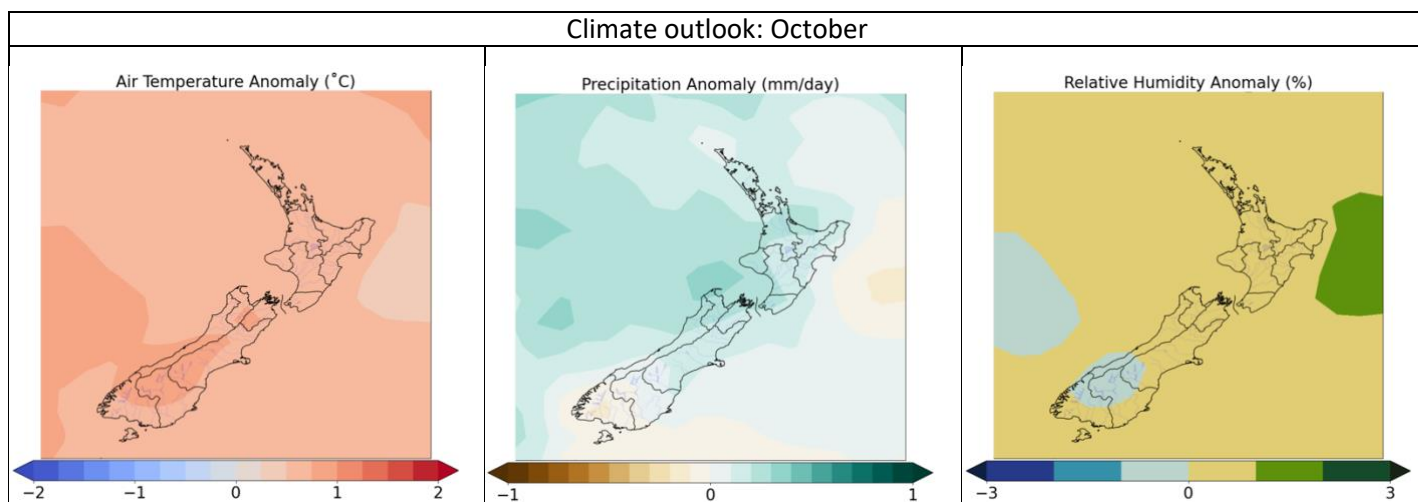 Climate outlook: October
Air Temperature Anomaly (˚C)
Precipitation Anomaly (mm/day)
Relative Humidity Anomaly (%)
−2 −1 0 1 2
−1 0 1
−3 0 3